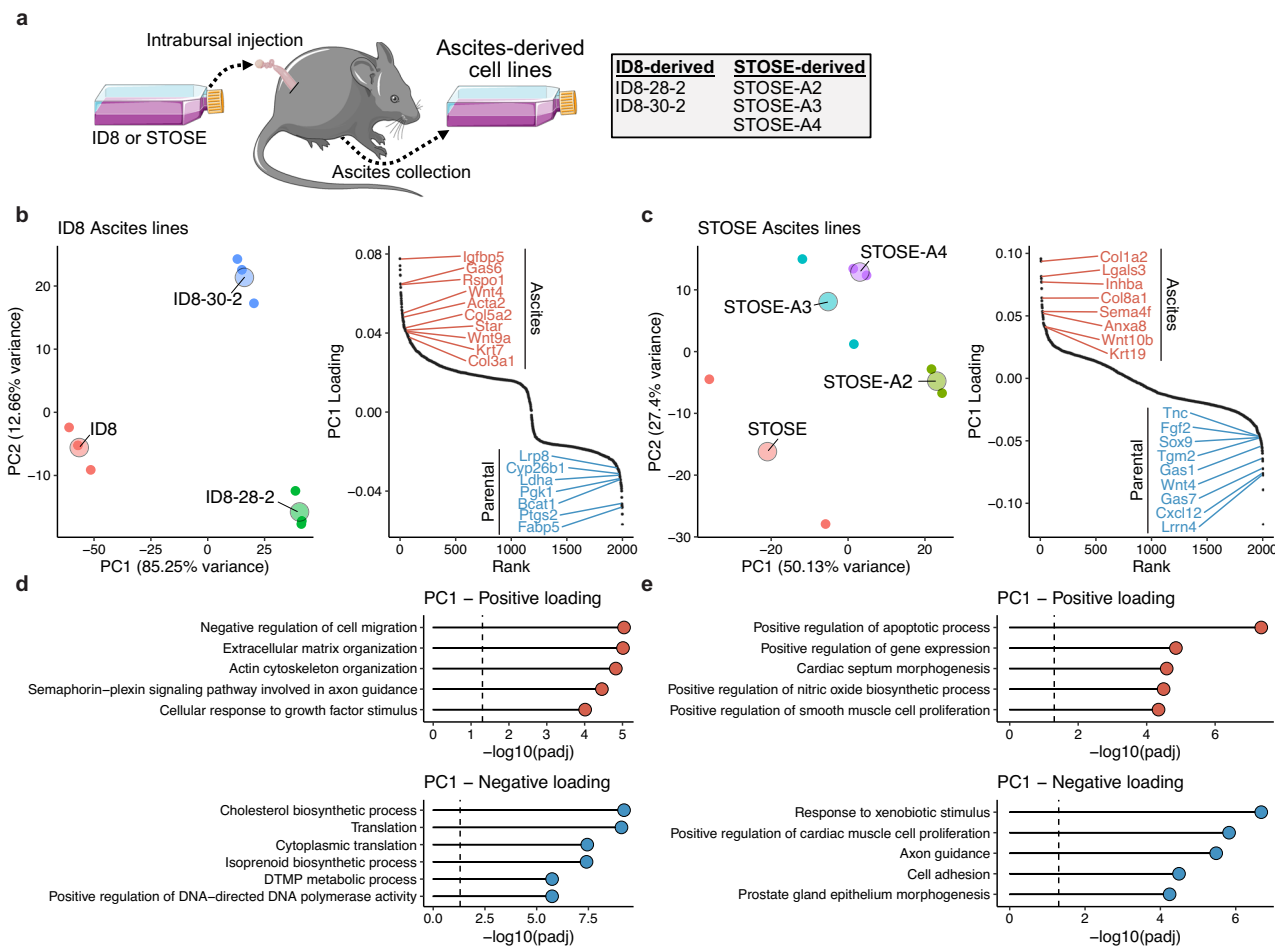 a
Intrabursal injection
ID8 or STOSE
Ascites collection
Ascites-derived
cell lines
ID8-derived STOSE-derived
ID8-28-2 STOSE-A2
ID8-30-2 STOSE-A3
STOSE-A4
b
ID8 Ascites lines
PC2 (12.66% variance)
20
10
0
−10
ID8-30-2
ID8
ID8-28-2
−50 −25 0 25
PC1 (85.25% variance)
PC1 Loading
0.08
0.04
0.00
−0.04
Igfbp5
Gas6
Rspo1
Wnt4
Acta2
Col5a2
Star
Wnt9a
Krt7
Col3a1
Ascites
Parental
Lrp8
Cyp26b1
Ldha
Pgk1
Bcat1
Ptgs2
Fabp5
0 500 1000 1500 2000
Rank
c
STOSE Ascites lines
PC2 (27.4% variance)
10
0
−10
−20
−30
STOSE-A4
STOSE-A3
STOSE-A2
STOSE
−20 0 20
PC1 (50.13% variance)
PC1 Loading
0.10
0.05
0.00
−0.05
−0.10
Col1a2
Lgals3
Inhba
Col8a1
Sema4f
Anxa8
Wnt10b
Krt19
Ascites
Parental
Tnc
Fgf2
Sox9
Tgm2
Gas1
Wnt4
Gas7
Cxcl12
Lrrn4
0 500 1000 1500 2000
Rank
d
PC1 − Positive loading
Negative regulation of cell migration
Extracellular matrix organization
Actin cytoskeleton organization
Semaphorin−plexin signaling pathway involved in axon guidance
Cellular response to growth factor stimulus
0 1 2 3 4 5
−log10(padj)
PC1 − Negative loading
Cholesterol biosynthetic process
Translation
Cytoplasmic translation
Isoprenoid biosynthetic process
DTMP metabolic process
Positive regulation of DNA−directed DNA polymerase activity
0.0 2.5 5.0 7.5
−log10(padj)
e
PC1 − Positive loading
Positive regulation of apoptotic process
Positive regulation of gene expression
Cardiac septum morphogenesis
Positive regulation of nitric oxide biosynthetic process
Positive regulation of smooth muscle cell proliferation
0 2 4 6
−log10(padj)
PC1 − Negative loading
Response to xenobiotic stimulus
Positive regulation of cardiac muscle cell proliferation
Axon guidance
Cell adhesion
Prostate gland epithelium morphogenesis
0 2 4 6
−log10(padj)